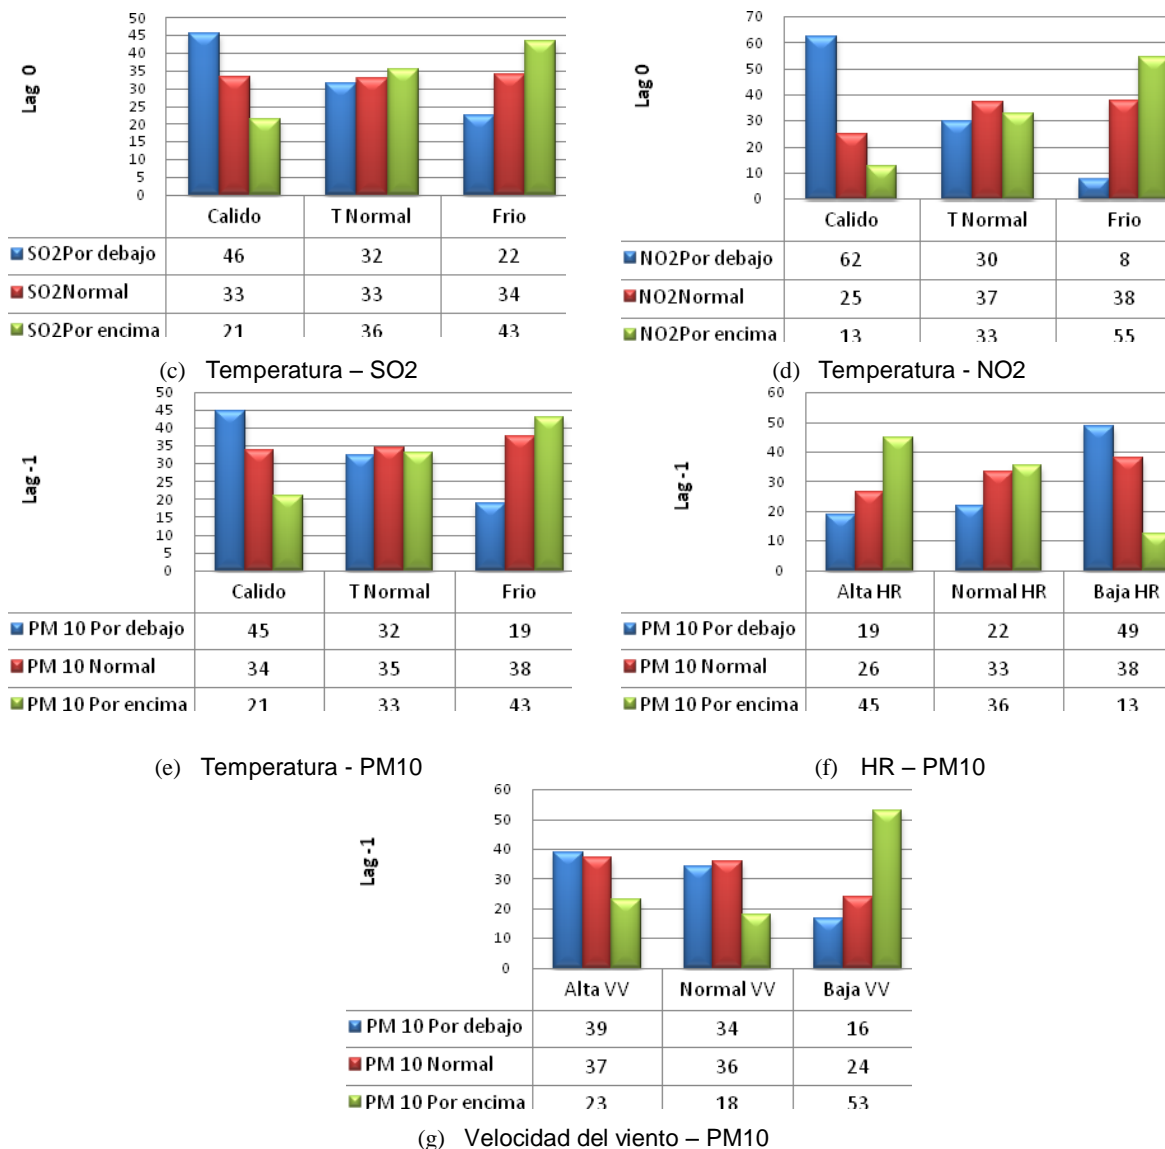 Lag 0
50
45
40
35
30
25
20
15
10
5
0
Calido T Normal Frio
SO2Por debajo 46 32 22
SO2Normal 33 33 34
SO2Por encima 21 36 43
(c) Temperatura – SO2
Lag 0
70
60
50
40
30
20
10
0
Calido T Normal Frio
NO2Por debajo 62 30 8
NO2Normal 25 37 38
NO2Por encima 13 33 55
(d) Temperatura - NO2
Lag -1
50
45
40
35
30
25
20
15
10
5
0
Calido T Normal Frio
PM 10 Por debajo 45 32 19
PM 10 Normal 34 35 38
PM 10 Por encima 21 33 43
(e) Temperatura - PM10
Lag -1
60
50
40
30
20
10
0
Alta HR Normal HR Baja HR
PM 10 Por debajo 19 22 49
PM 10 Normal 26 33 38
PM 10 Por encima 45 36 13
(f) HR – PM10
Lag -1
60
50
40
30
20
10
0
Alta VV Normal VV Baja VV
PM 10 Por debajo 39 34 16
PM 10 Normal 37 36 24
PM 10 Por encima 23 18 53
(g) Velocidad del viento – PM10